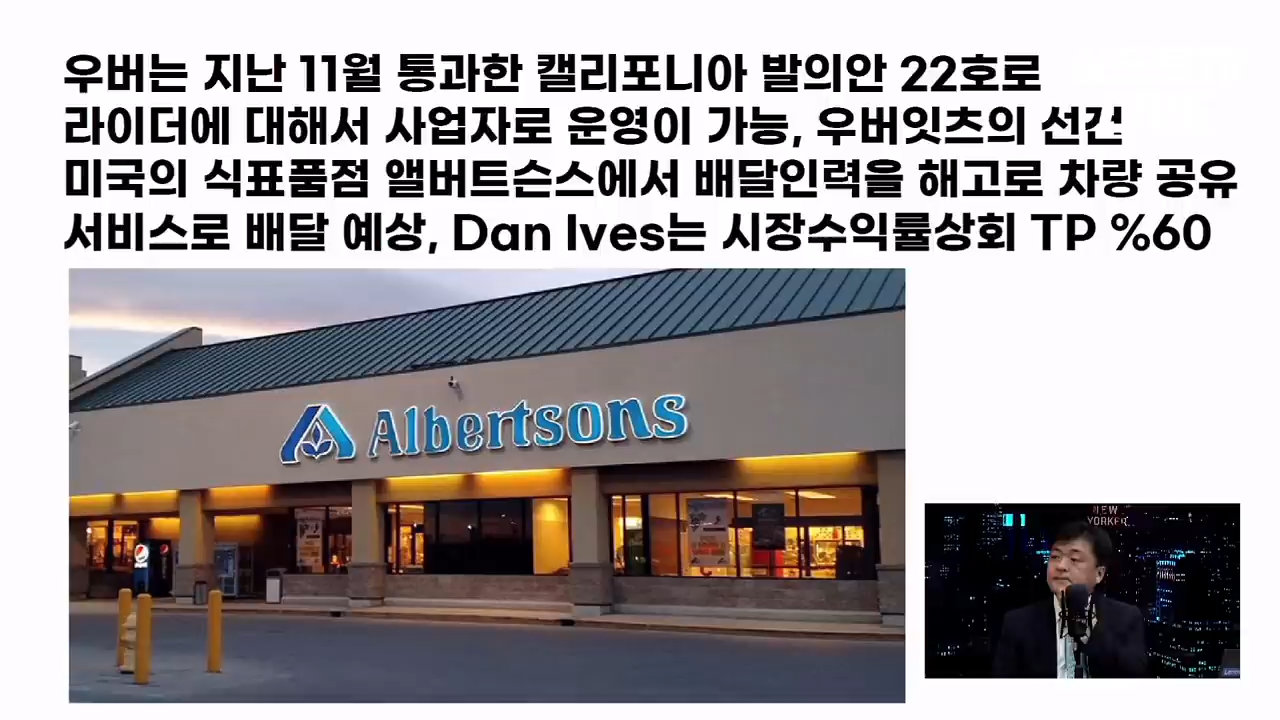 우버는 지난 11월 통과한 캘리포니아 발의안 22호로
라이더에 대해서 사업자로 운영이 가능, 우버잇츠의 선전
미국의 식표품점 앨버트슨스에서 배달인력을 해고로 차량 공유
서비스로 배달 예상, Dan Ives는 시장수익률상회 TP %60
Albertsons
NEW
YORKER